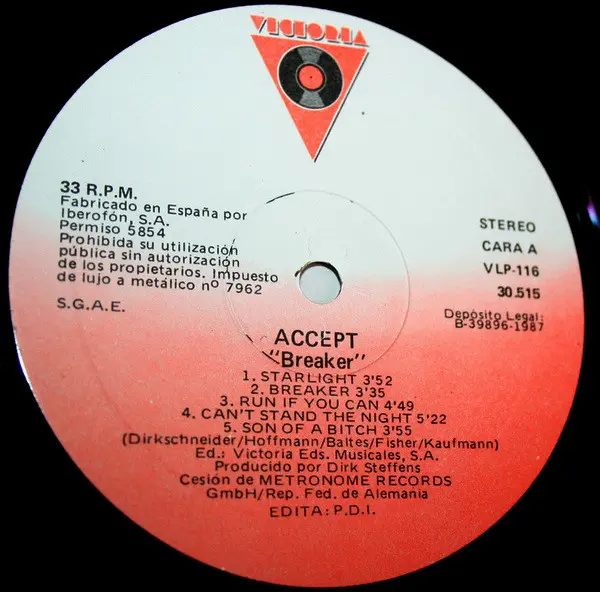 VICTORIA
33 R.P.M.
Fabricado en España por
Iberofón, S.A.
Permiso 5854
Prohibida su utilización
pública sin autorización
de los propietarios. Impuesto
de lujo a metálico nº 7962
S.G.A.E.
STEREO
CARA A
VLP-116
30.515
Depósito Legal:
B-39896-1987
ACCEPT
"Breaker"
1. STARLIGHT 3'52
2. BREAKER 3'35
3. RUN IF YOU CAN 4'49
4. CAN'T STAND THE NIGHT 5'22
5. SON OF A BITCH 3'55
(Dirkschneider/Hoffmann/Baltes/Fisher/Kaufmann)
Ed.: Victoria Eds. Musicales, S.A.
Producido por Dirk Steffens
Cesión de METRONOME RECORDS
GmbH/Rep. Fed. de Alemania
EDITA: P.D.I.